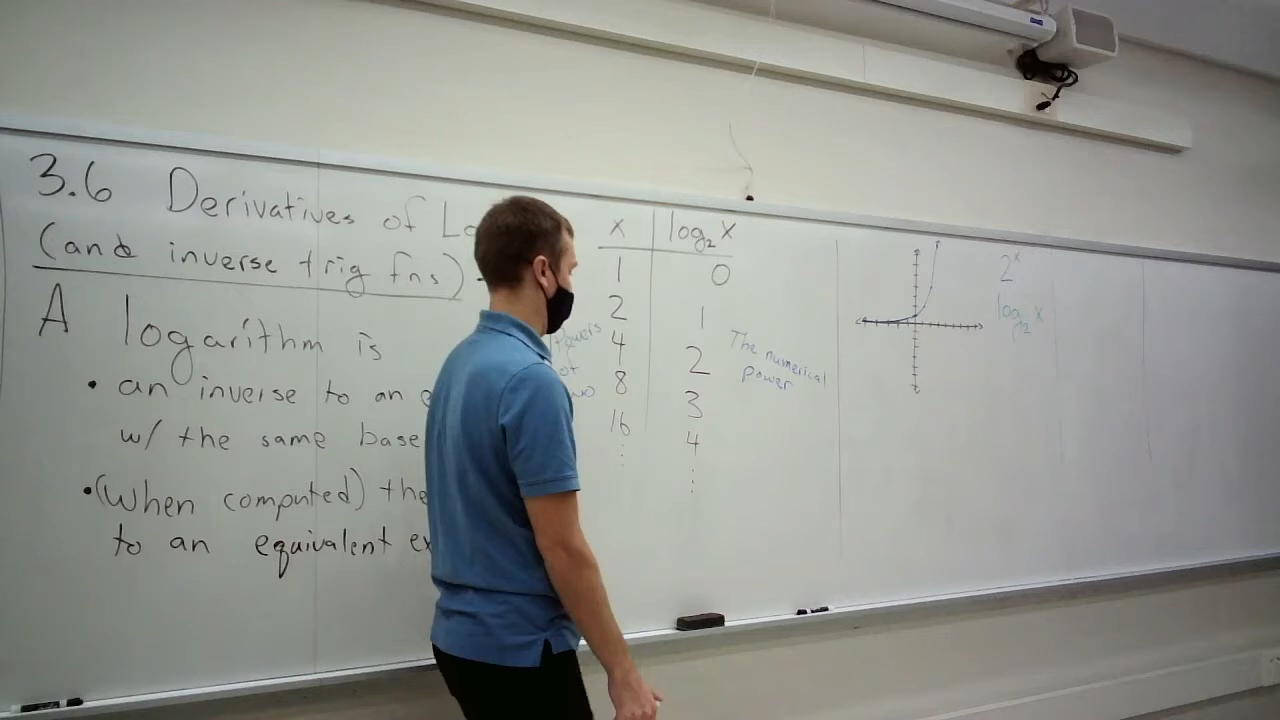 3.6 Derivatives of Lo
(and inverse trig fns)
A logarithm is
• an inverse to an e
w/ the same base
• (When computed) the
to an equivalent ex
x log₂ x
1 0
2 1
4 2
8 3
16 4
⋮ ⋮
Powers
of
The numerical
power
2ˣ
log₂ x